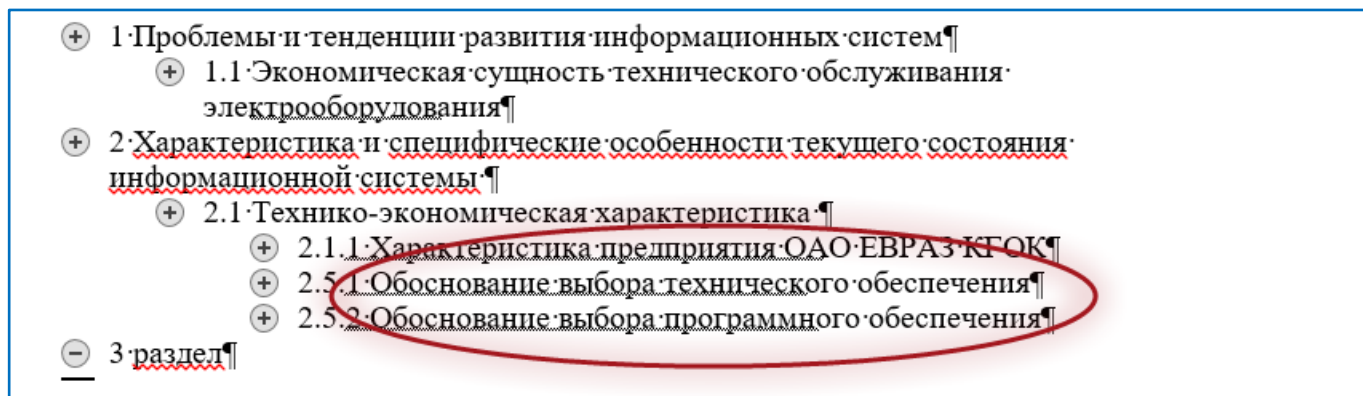 1 Проблемы и тенденции развития информационных систем¶
1.1 Экономическая сущность технического обслуживания
электрооборудования¶
2 Характеристика и специфические особенности текущего состояния
информационной системы ¶
2.1 Технико-экономическая характеристика ¶
2.1.1 Характеристика предприятия ОАО ЕВРАЗ КГОК¶
2.5.1 Обоснование выбора технического обеспечения¶
2.5.2 Обоснование выбора программного обеспечения¶
3 раздел¶